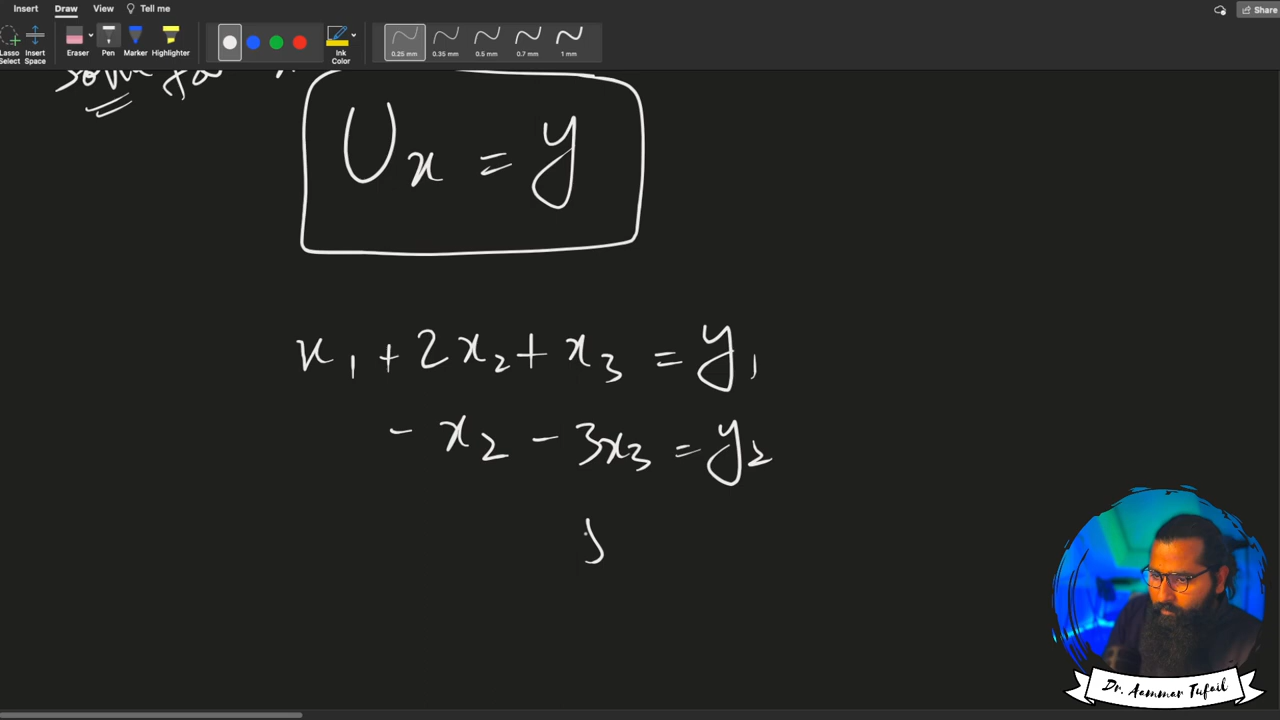 Insert Draw View Tell me Share
Lasso Select Insert Space Eraser Pen Marker Highlighter Ink Color 0.25 mm 0.35 mm 0.5 mm 0.7 mm 1 mm
Ux = y
x1 + 2x2 + x3 = y1
- x2 - 3x3 = y2
Dr. Aammar Tufail